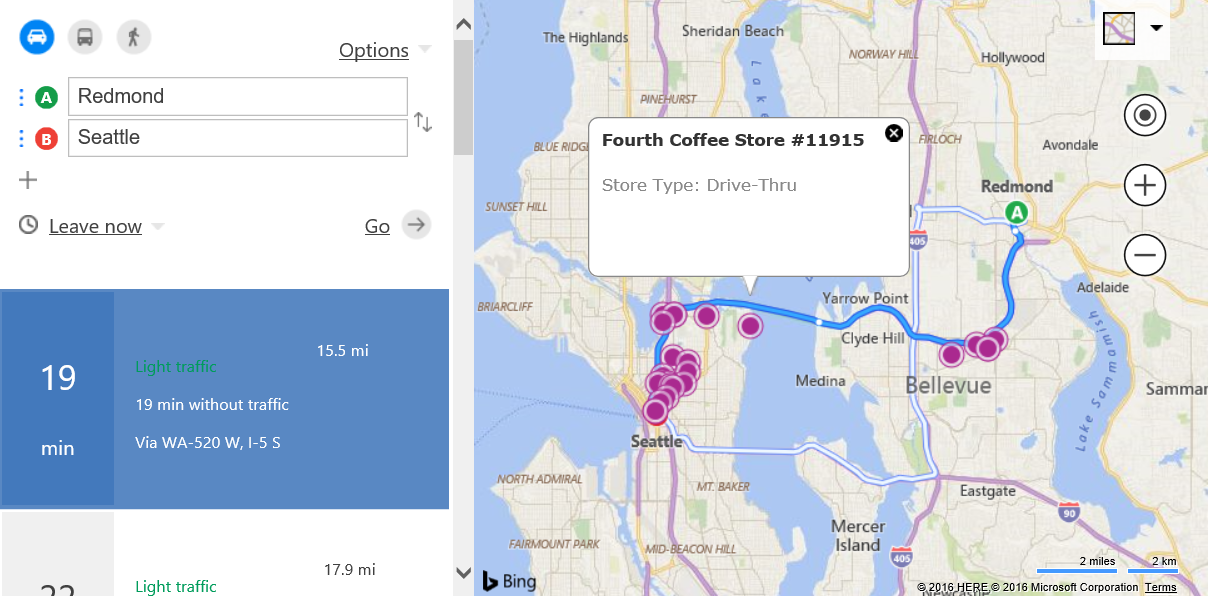 Options
A
Redmond
B
Seattle
Leave now
Go
19
min
15.5 mi
Light traffic
19 min without traffic
Via WA-520 W, I-5 S
17.9 mi
Light traffic
The Highlands
Sheridan Beach
NORWAY HILL
Hollywood
Lake
PINEHURST
Fourth Coffee Store #11915
Store Type: Drive-Thru
FIRLOCH
Avondale
BLUE RIDG
Redmond
A
SUNSET HILL
405
Adelaide
BRIARCLIFF
Yarrow Point
Clyde Hill
Medina
Bellevue
Lake Sammamish
Samman
Seattle
NORTH ADMIRAL
MT. BAKER
Eastgate
90
Mercer
Island
FAIRMOUNT PARK
MID-BEACON HILL
405
2 miles
2 km
Bing
© 2016 HERE © 2016 Microsoft Corporation
Terms
Newcastle